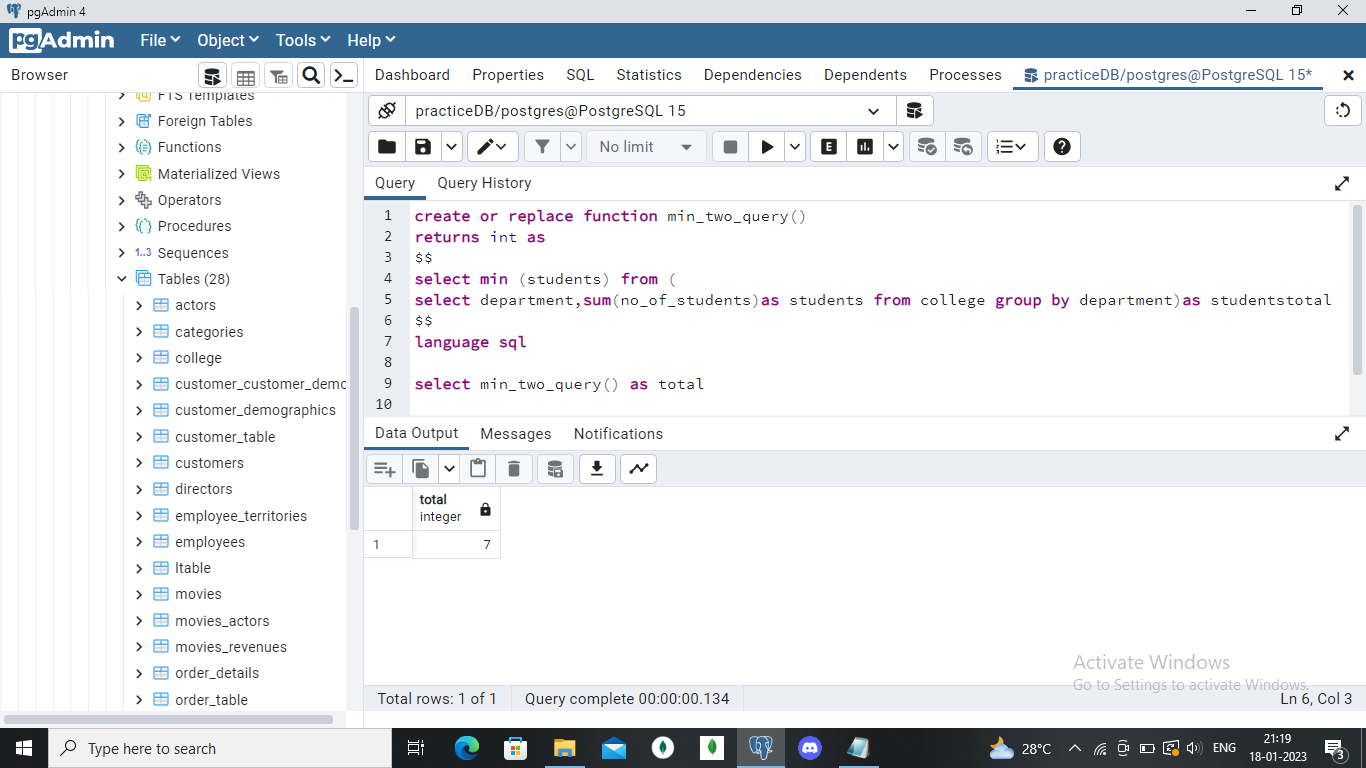 pgAdmin 4
pgAdmin File Object Tools Help
Browser
Dashboard Properties SQL Statistics Dependencies Dependents Processes practiceDB/postgres@PostgreSQL 15*
FTS Templates
Foreign Tables
Functions
Materialized Views
Operators
Procedures
1..3 Sequences
Tables (28)
actors
categories
college
customer_customer_demo
customer_demographics
customer_table
customers
directors
employee_territories
employees
ltable
movies
movies_actors
movies_revenues
order_details
order_table
practiceDB/postgres@PostgreSQL 15
No limit
E
Query Query History
1 create or replace function min_two_query()
2 returns int as
3 $$
4 select min (students) from (
5 select department,sum(no_of_students)as students from college group by department)as studentstotal
6 $$
7 language sql
8
9 select min_two_query() as total
10
Data Output Messages Notifications
total
integer
1 7
Activate Windows
Go to Settings to activate Windows.
Total rows: 1 of 1 Query complete 00:00:00.134 Ln 6, Col 3
Type here to search
28°C ENG
21:19
18-01-2023
3